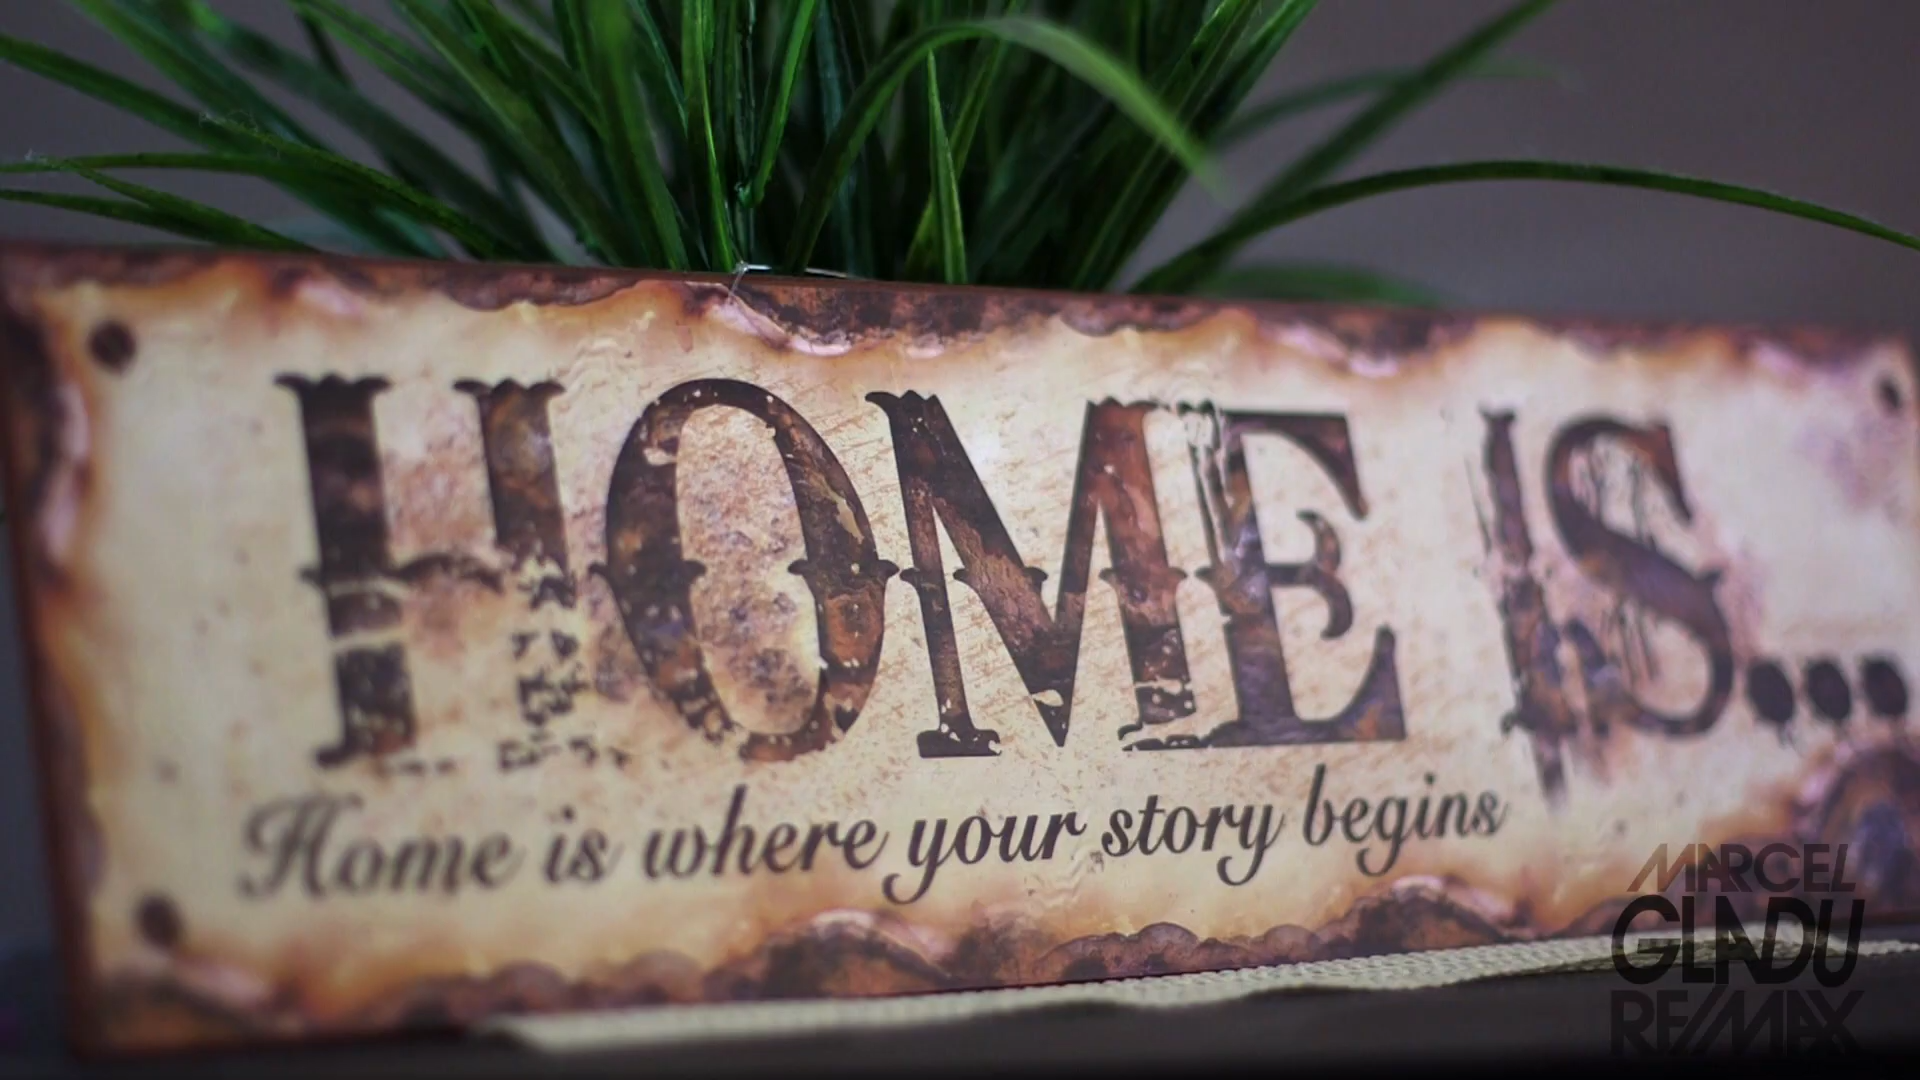 HOME IS...
Home is where your story begins
MARCEL
GLADU
RE/MAX